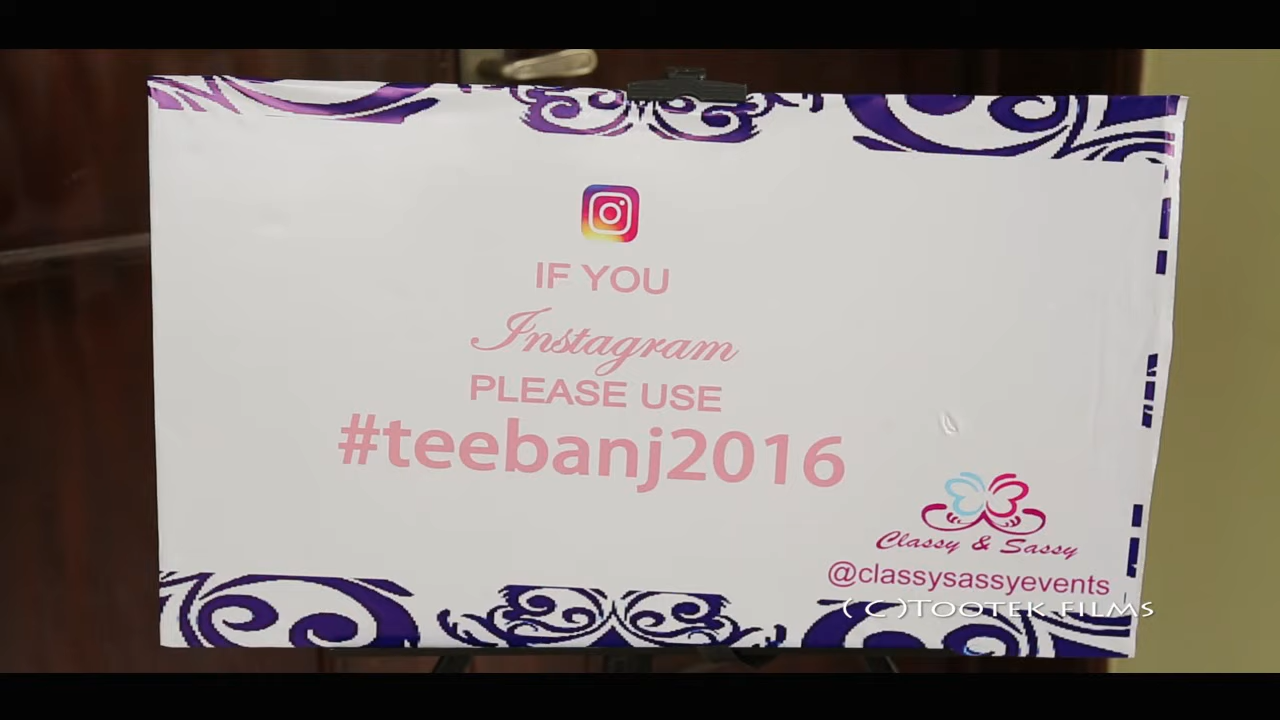 IF YOU
Instagram
PLEASE USE
#teebanj2016
Classy & Sassy
@classysassyevents
(C)TOOTEK FILMS